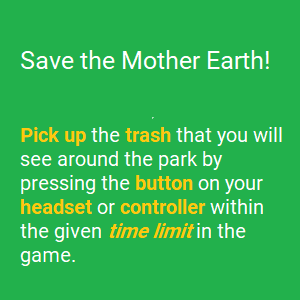 Save the Mother Earth!
Pick up the trash that you will
see around the park by
pressing the button on your
headset or controller within
the given time limit in the
game.